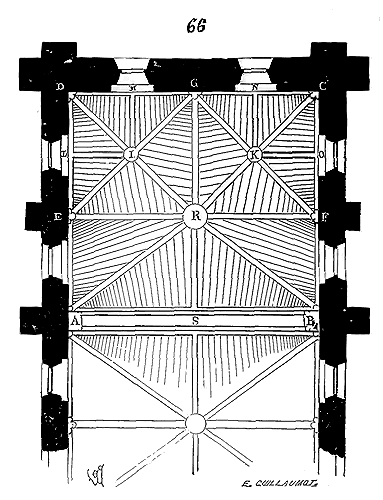 66
D M G N C
L I K O
E R F
A S B
E. GUILLAUMOT.